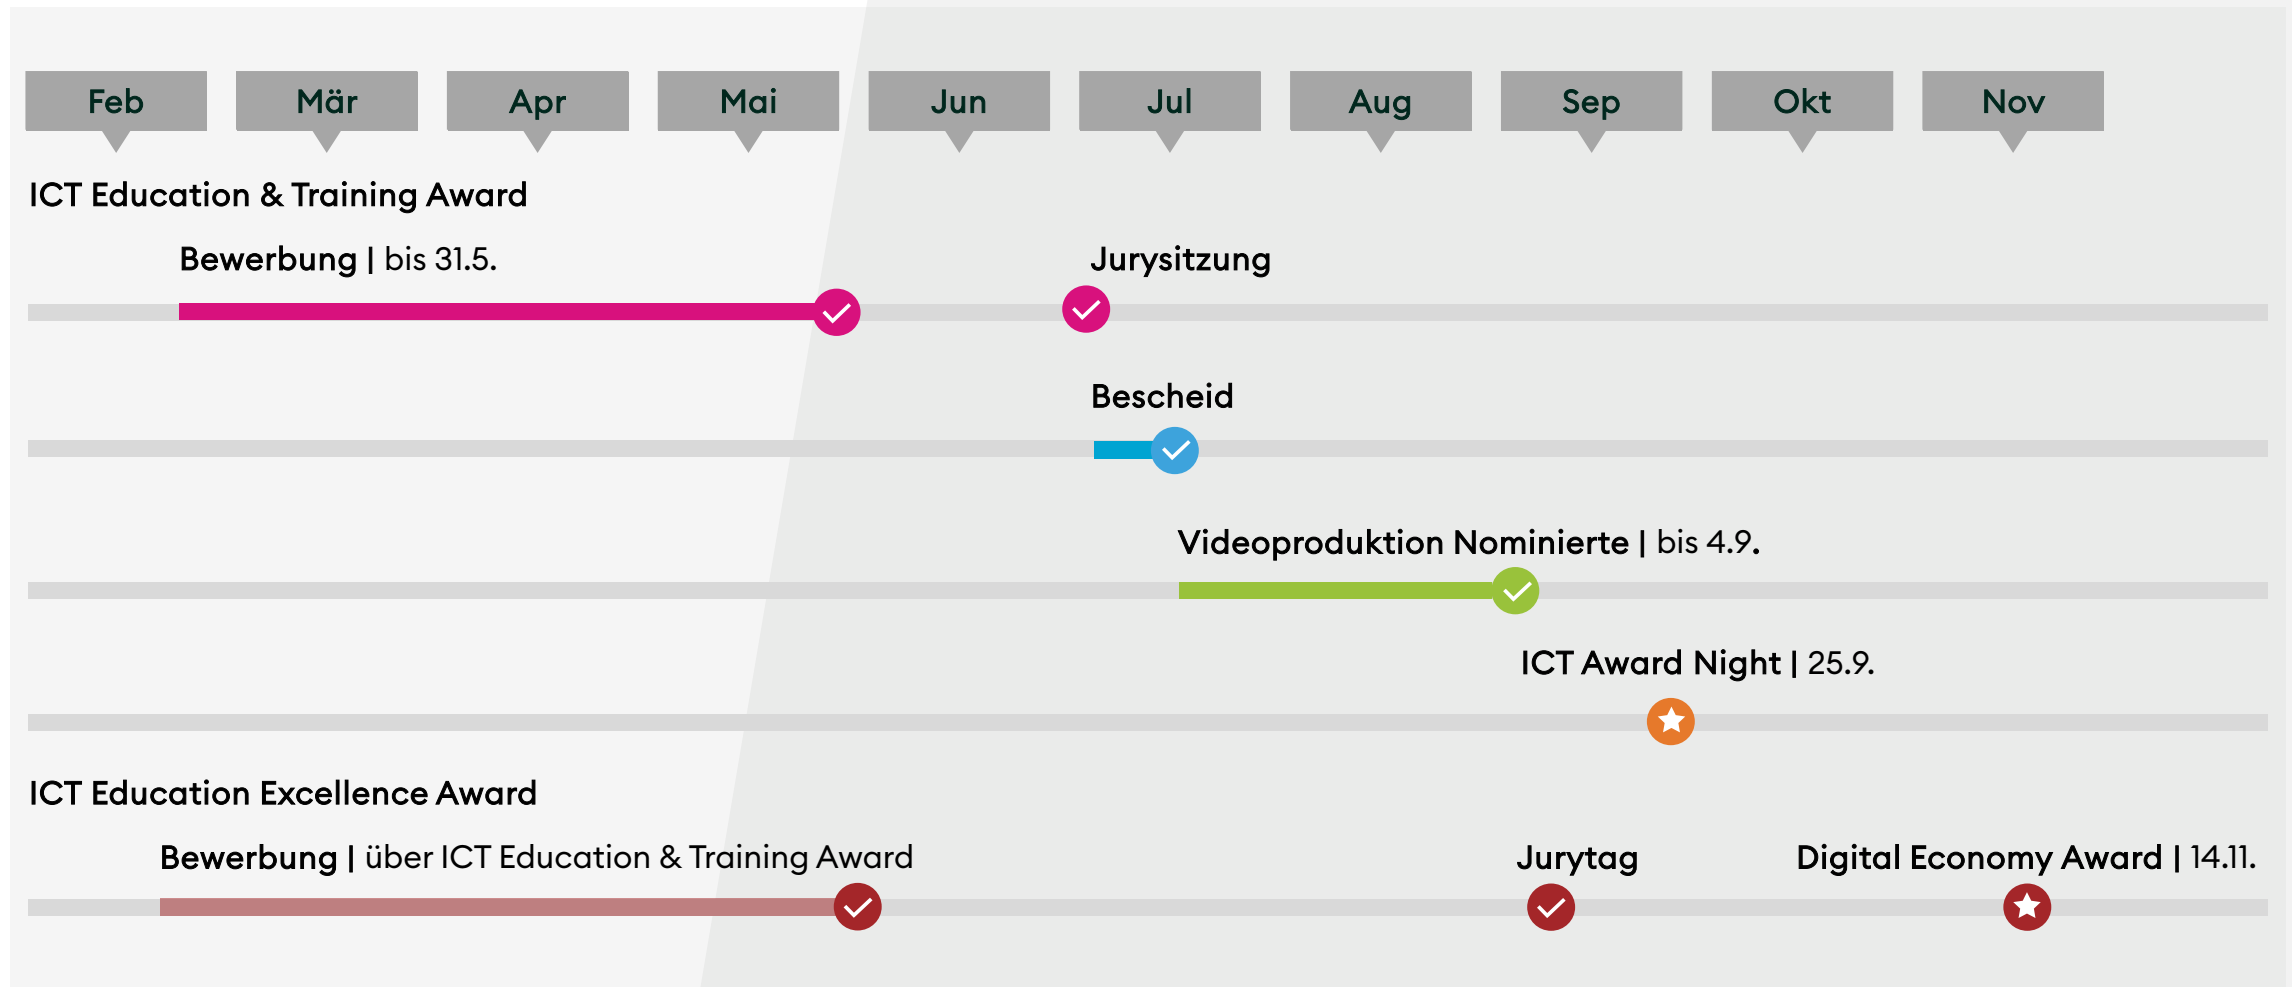 Feb Mär Apr Mai Jun Jul Aug Sep Okt Nov
ICT Education & Training Award
Bewerbung | bis 31.5. Jurysitzung
Bescheid
Videoproduktion Nominierte | bis 4.9.
ICT Award Night | 25.9.
ICT Education Excellence Award
Bewerbung | über ICT Education & Training Award Jurytag Digital Economy Award | 14.11.